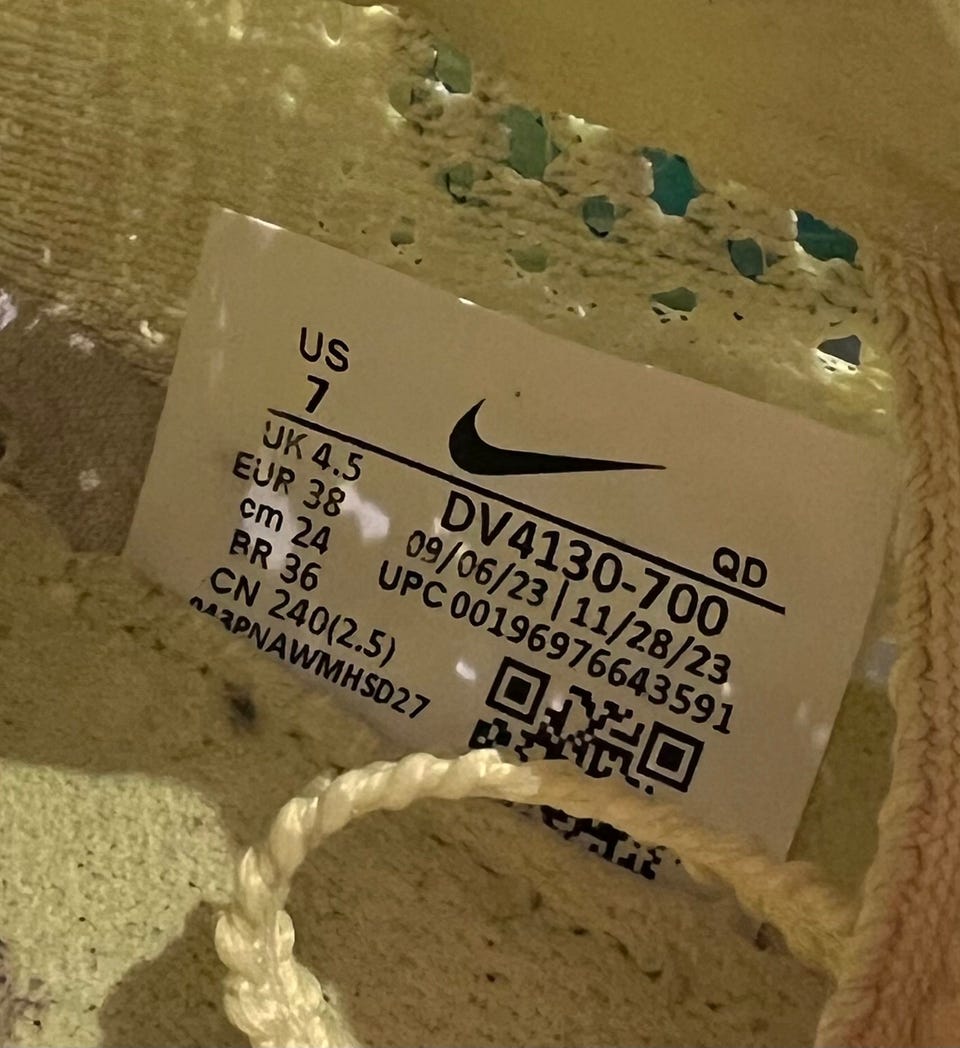 US
7
UK 4.5
EUR 38
cm 24
BR 36
CN 240(2.5)
043PNAWMHSD27
QD
DV4130-700
09/06/23 | 11/28/23
UPC 00196976643591